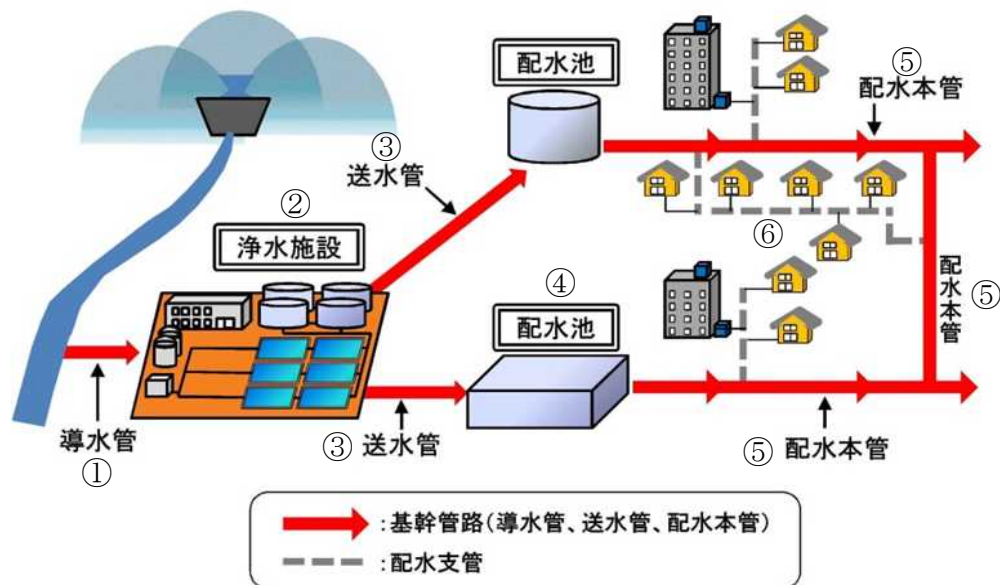 配水池
⑤
配水本管
③
送水管
②
浄水施設
⑥
④
配水池
配水本管
⑤
導水管
①
③ 送水管
⑤ 配水本管
:基幹管路(導水管、送水管、配水本管)
:配水支管